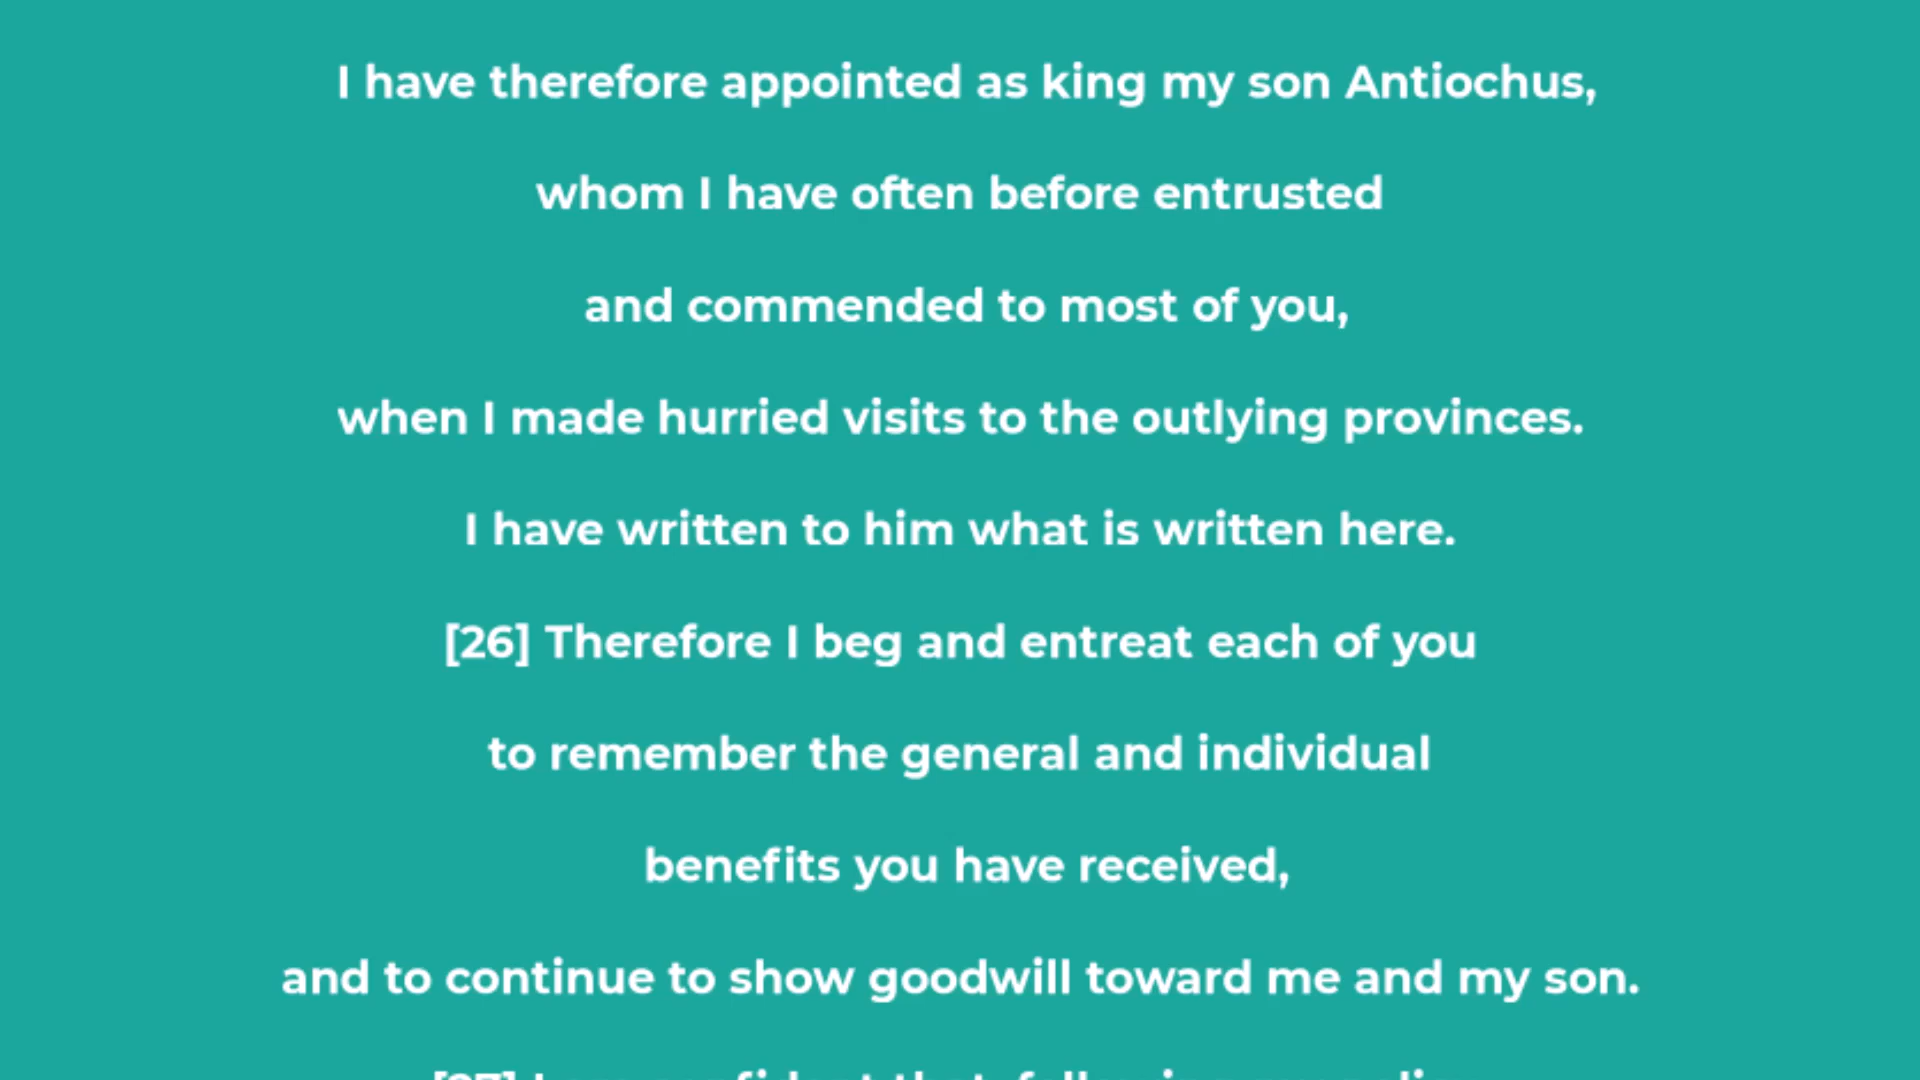 I have therefore appointed as king my son Antiochus,
whom I have often before entrusted
and commended to most of you,
when I made hurried visits to the outlying provinces.
I have written to him what is written here.
[26] Therefore I beg and entreat each of you
to remember the general and individual
benefits you have received,
and to continue to show goodwill toward me and my son.